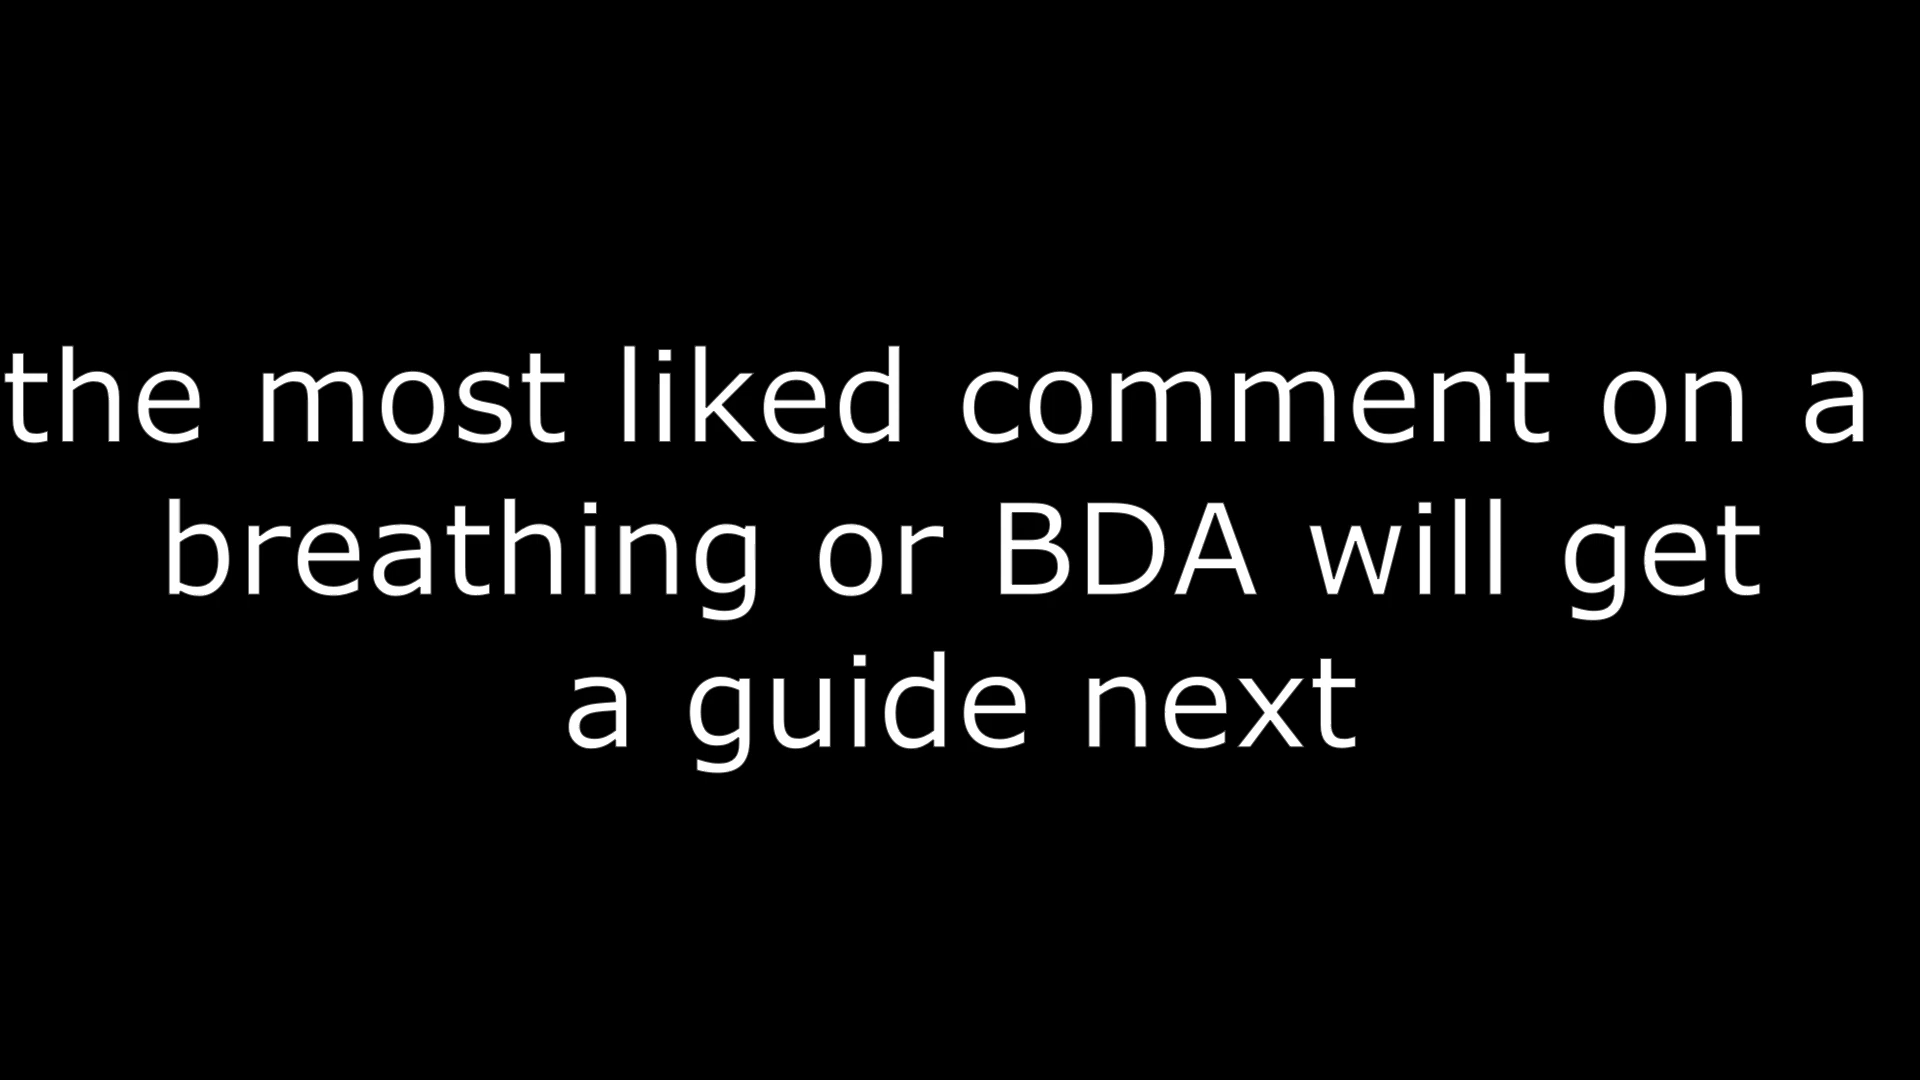 the most liked comment on a
breathing or BDA will get
a guide next